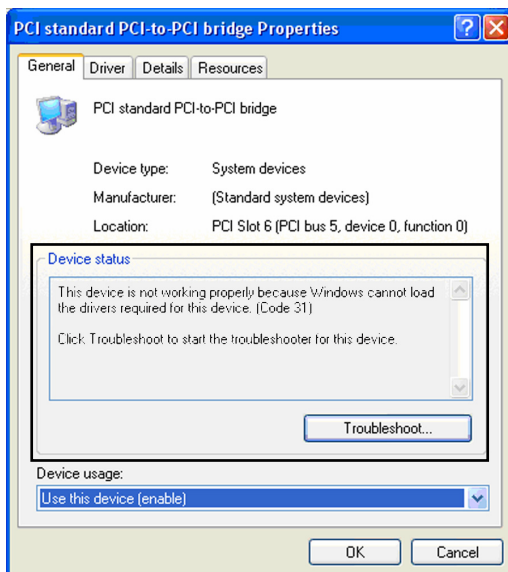 PCI standard PCI-to-PCI bridge Properties
General Driver Details Resources
PCI standard PCI-to-PCI bridge
Device type: System devices
Manufacturer: (Standard system devices)
Location: PCI Slot 6 (PCI bus 5, device 0, function 0)
Device status
This device is not working properly because Windows cannot load
the drivers required for this device. (Code 31)
Click Troubleshoot to start the troubleshooter for this device.
Troubleshoot...
Device usage:
Use this device (enable)
OK Cancel